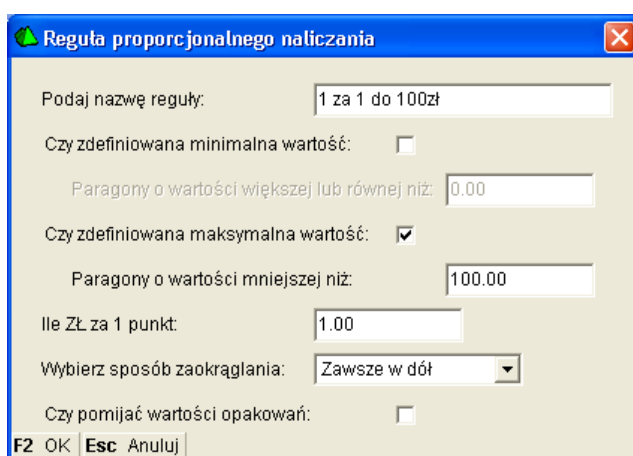 Reguła proporcjonalnego naliczania
Podaj nazwę reguły: 1 za 1 do 100zł
Czy zdefiniowana minimalna wartość:
Paragony o wartości większej lub równej niż: 0.00
Czy zdefiniowana maksymalna wartość:
Paragony o wartości mniejszej niż: 100.00
Ile ZŁ za 1 punkt: 1.00
Wybierz sposób zaokrąglania: Zawsze w dół
Czy pomijać wartości opakowań:
F2 OK Esc Anuluj